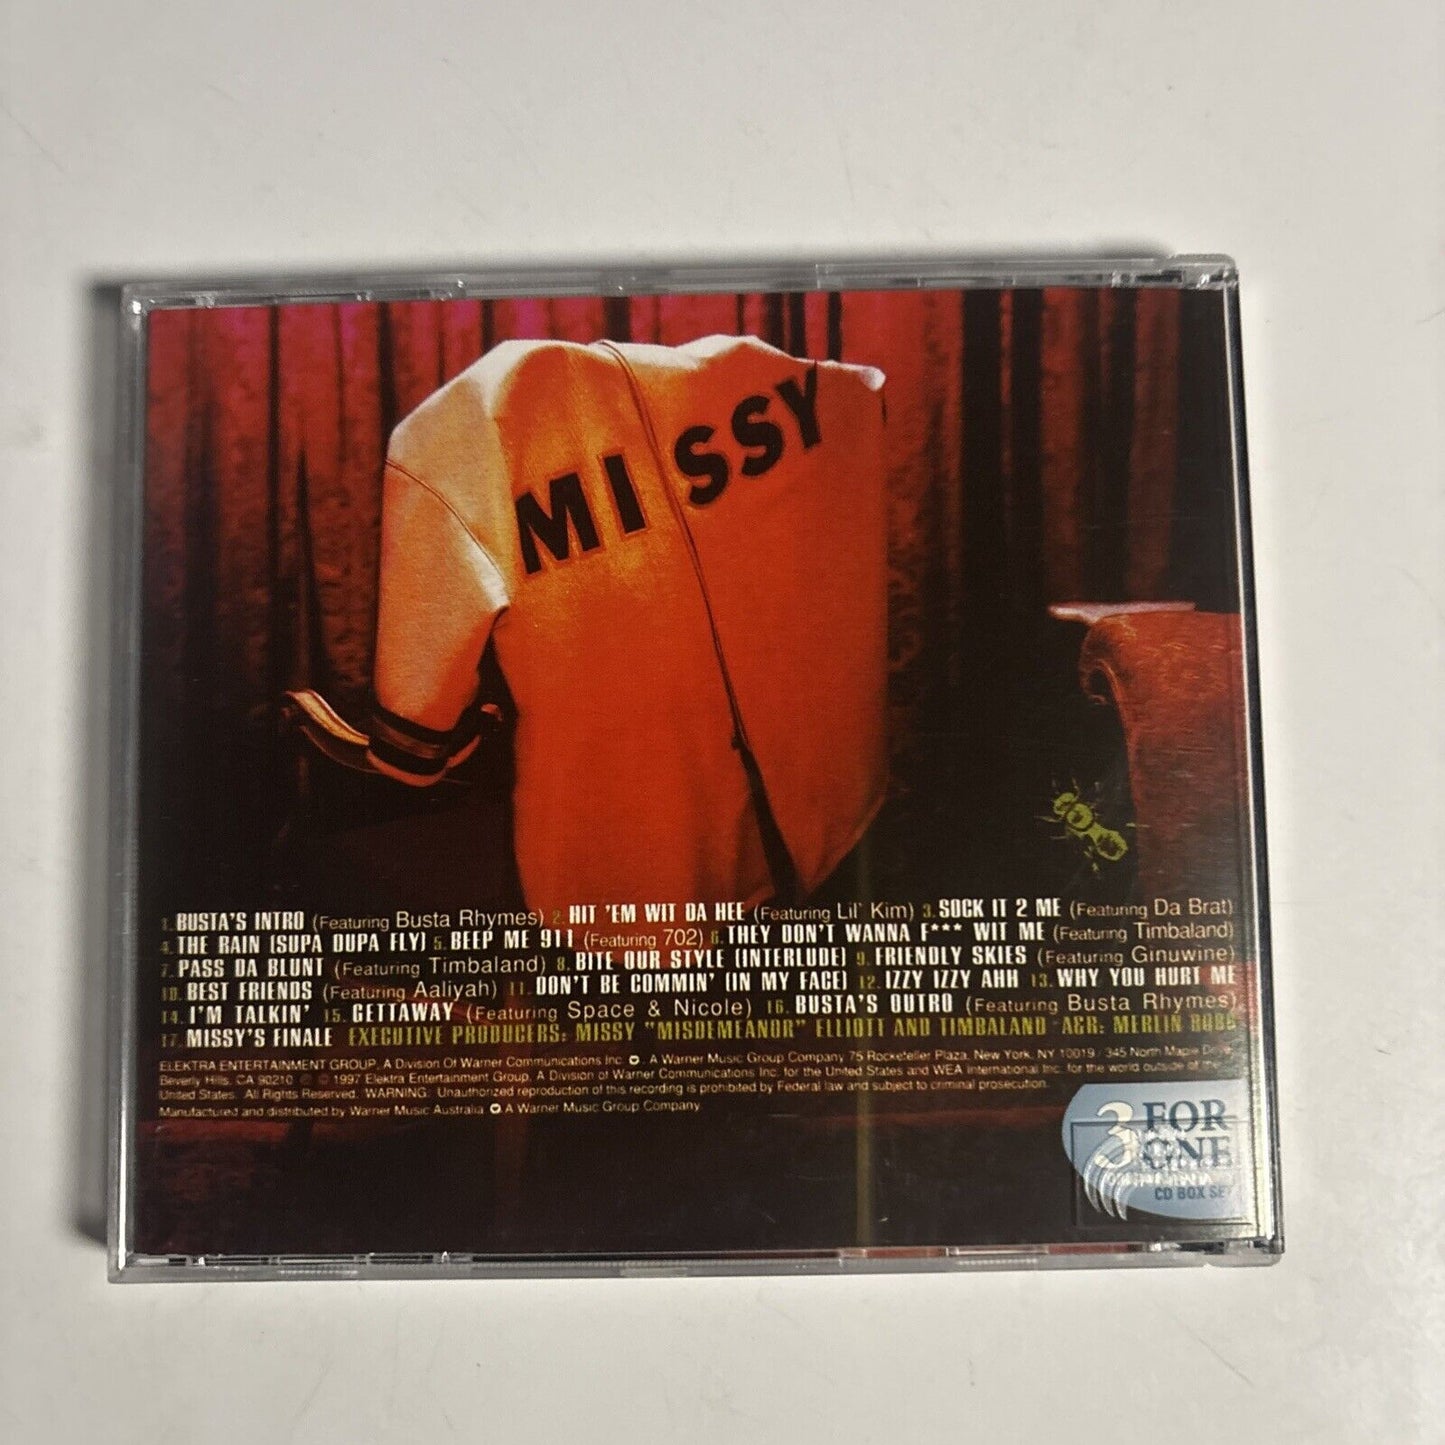 MISSY
1. BUSTA'S INTRO (Featuring Busta Rhymes) 2. HIT 'EM WIT DA HEE (Featuring Lil' Kim) 3. SOCK IT 2 ME (Featuring Da Brat)
4. THE RAIN [SUPA DUPA FLY] 5. BEEP ME 911 (Featuring 702) 6. THEY DON'T WANNA F*** WIT ME (Featuring Timbaland)
7. PASS DA BLUNT (Featuring Timbaland) 8. BITE OUR STYLE [INTERLUDE] 9. FRIENDLY SKIES (Featuring Ginuwine)
10. BEST FRIENDS (Featuring Aaliyah) 11. DON'T BE COMMIN' [IN MY FACE] 12. IZZY IZZY AHH 13. WHY YOU HURT ME
14. I'M TALKIN' 15. GETTAWAY (Featuring Space & Nicole) 16. BUSTA'S OUTRO (Featuring Busta Rhymes)
17. MISSY'S FINALE EXECUTIVE PRODUCERS: MISSY "MISDEMEANOR" ELLIOTT AND TIMBALAND A&R: MERLIN BOBB
ELEKTRA ENTERTAINMENT GROUP, A Division Of Warner Communications Inc. A Warner Music Group Company 75 Rockefeller Plaza, New York, NY 10019 / 345 North Maple Drive,
Beverly Hills, CA 90210 ℗ © 1997 Elektra Entertainment Group, A Division of Warner Communications Inc. for the United States and WEA International Inc. for the world outside of the
United States. All Rights Reserved. WARNING: Unauthorized reproduction of this recording is prohibited by Federal law and subject to criminal prosecution.
Manufactured and distributed by Warner Music Australia A Warner Music Group Company
3 FOR
ONE
CD BOX SET